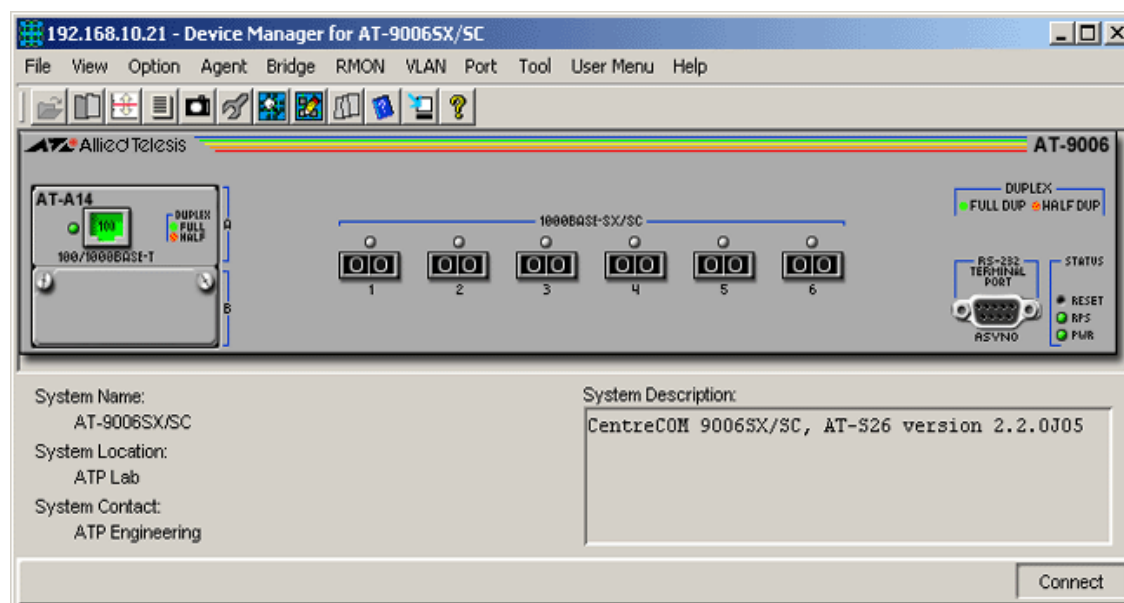 192.168.10.21 - Device Manager for AT-9006SX/SC
File View Option Agent Bridge RMON VLAN Port Tool User Menu Help
Allied Telesis
AT-9006
AT-A14
100
DUPLEX
FULL
HALF
100/1000BASE-T
A
B
1000BASE-SX/SC
1 2 3 4 5 6
DUPLEX
FULL DUP HALF DUP
RS-232
TERMINAL
PORT
ASYNO
STATUS
RESET
RPS
PWR
System Name:
AT-9006SX/SC
System Location:
ATP Lab
System Contact:
ATP Engineering
System Description:
CentreCOM 9006SX/SC, AT-S26 version 2.2.0J05
Connect